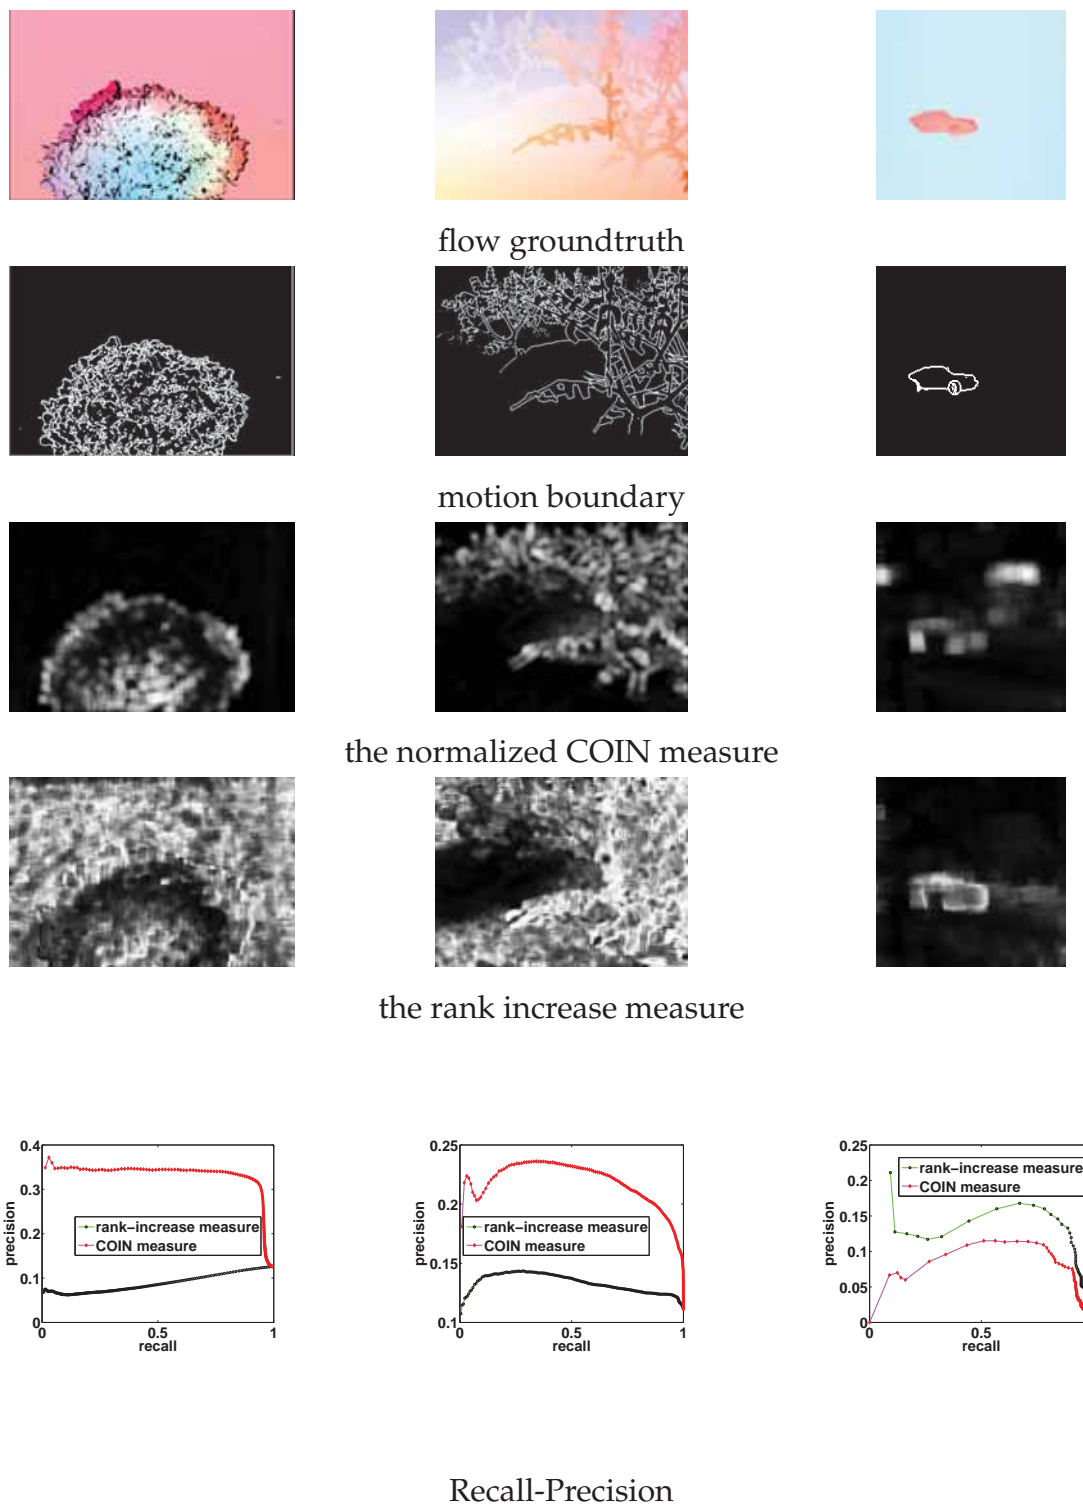 flow groundtruth
motion boundary
the normalized COIN measure
the rank increase measure
0.4
0.3
0.2
0.1
0
precision
rank-increase measure
COIN measure
0
0.5
1
recall
0.25
0.2
0.15
0.1
precision
rank-increase measure
COIN measure
0
0.5
1
recall
0.25
0.2
0.15
0.1
0.05
0
precision
rank-increase measure
COIN measure
0
0.5
recall
Recall-Precision